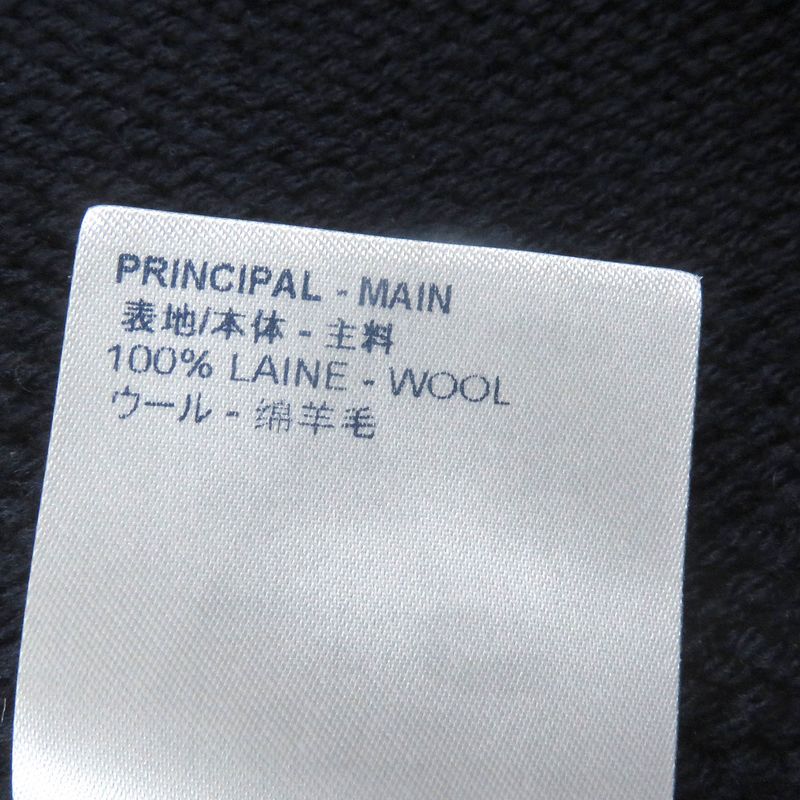 PRINCIPAL - MAIN
表地/本体 - 主料
100% LAINE - WOOL
ウール - 绵羊毛